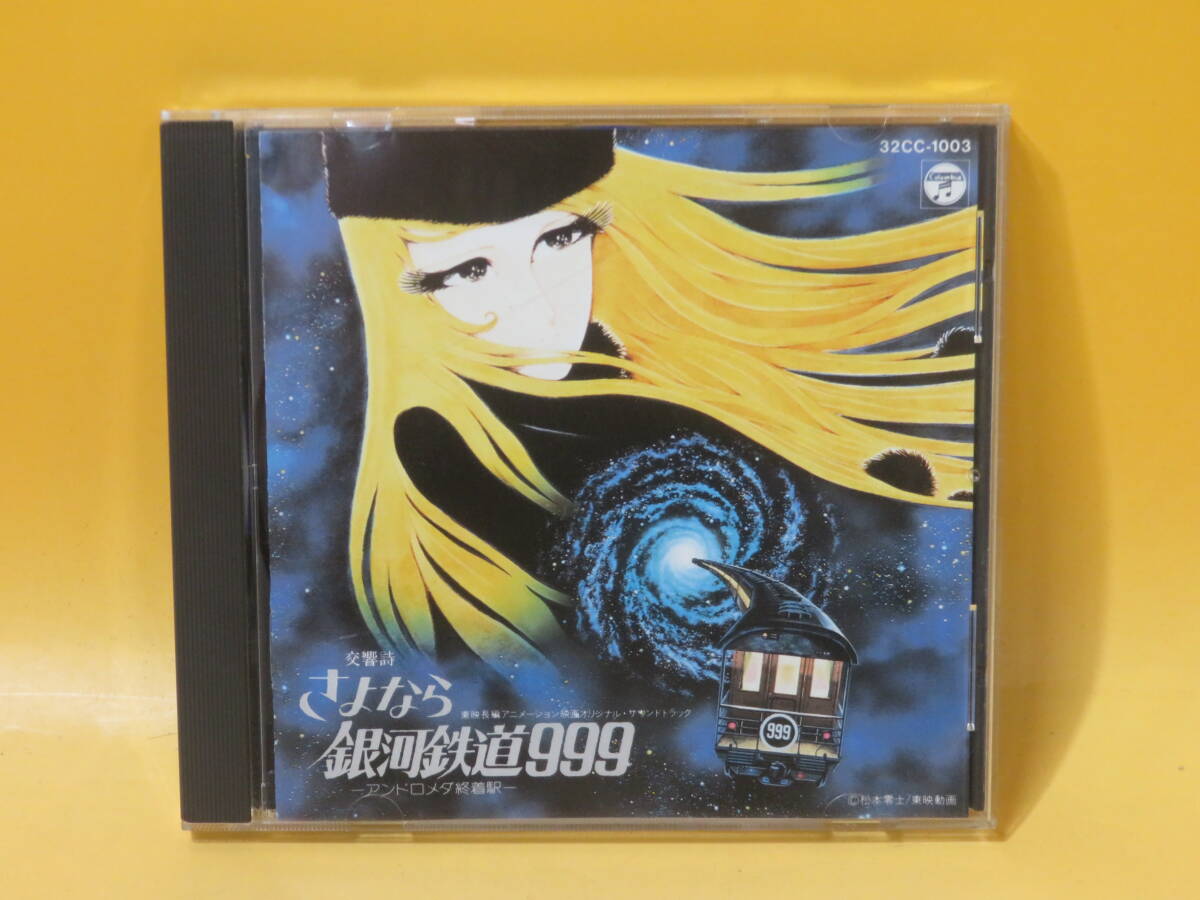 32CC-1003
Columbia
交響詩
さよなら
東映長編アニメーション映画オリジナル・サウンドトラック
銀河鉄道999
−アンドロメダ終着駅−
999
©松本零士/東映動画